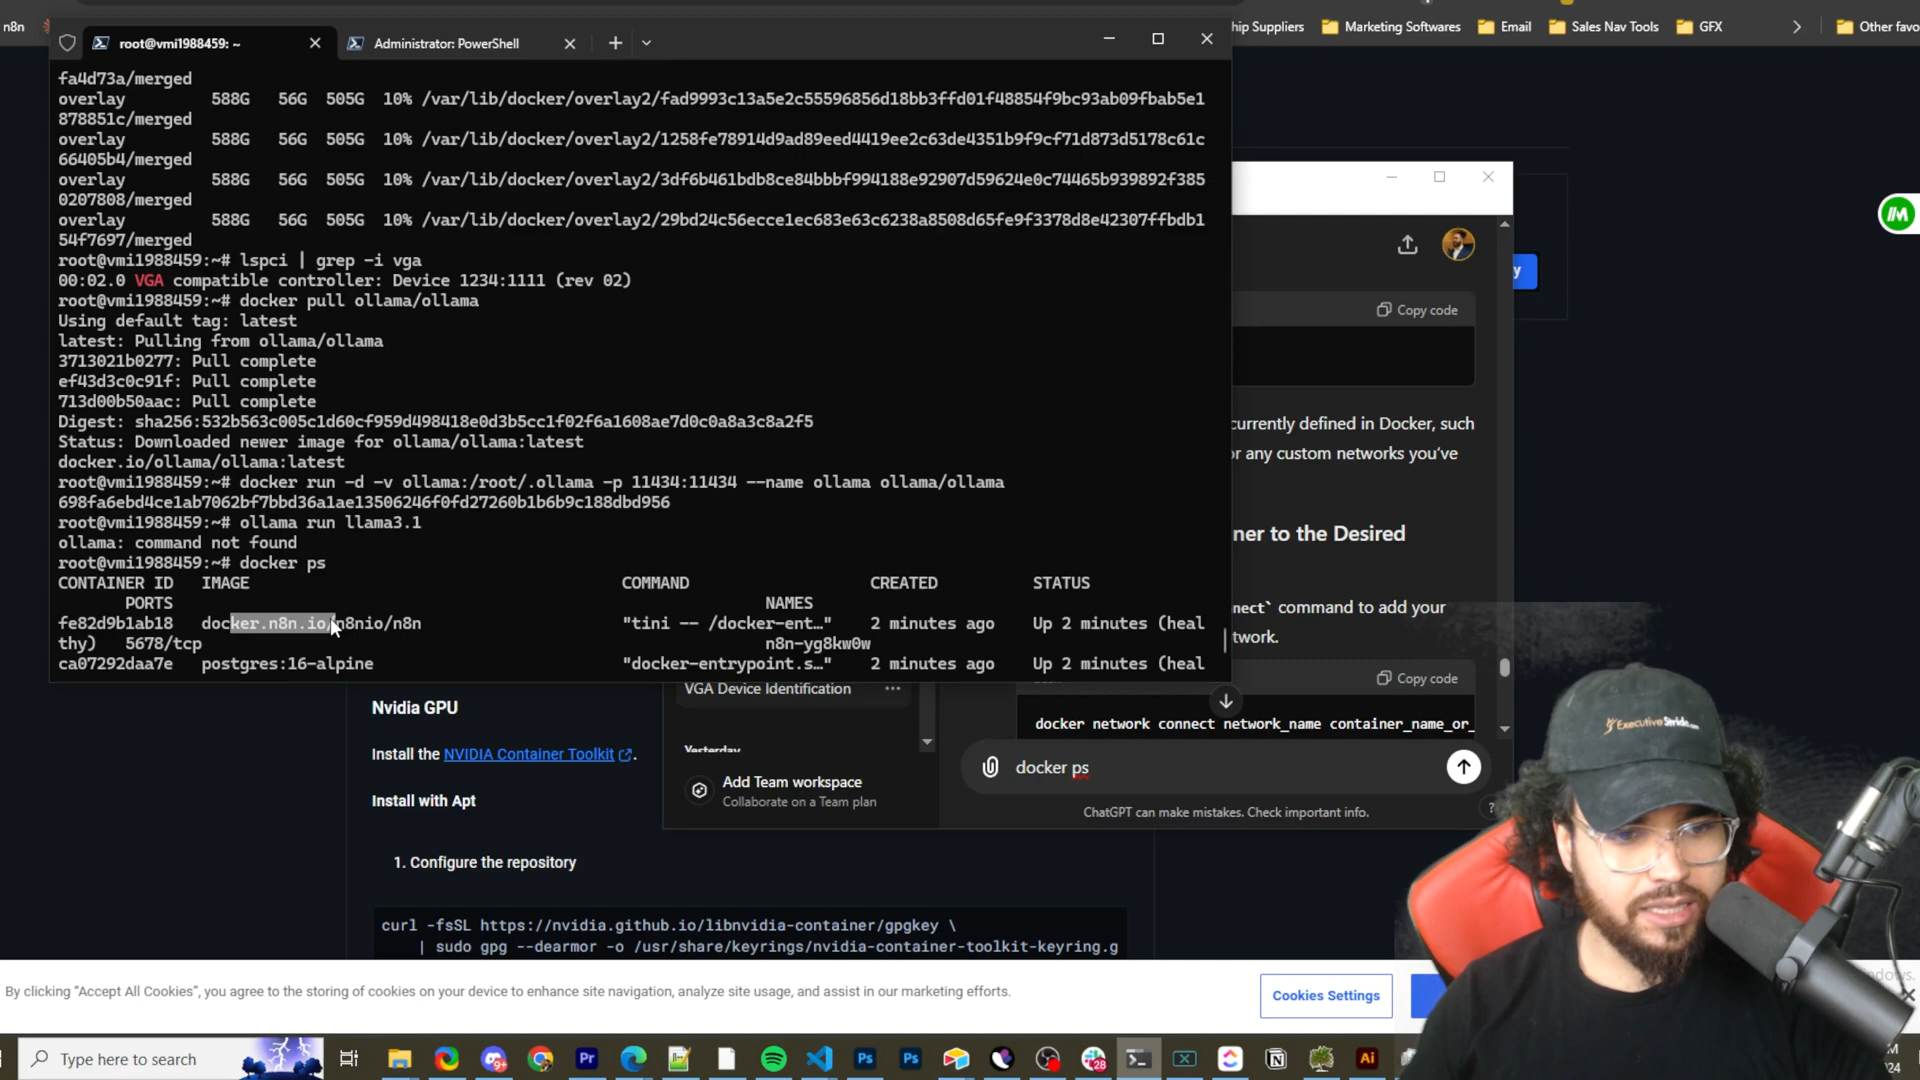 n8n
hip Suppliers
Marketing Softwares
Email
Sales Nav Tools
GFX
Other favo
root@vmi1988459: ~
Administrator: PowerShell
fa4d73a/merged
overlay 588G 56G 505G 10% /var/lib/docker/overlay2/fad9993c13a5e2c55596856d18bb3ffd01f48854f9bc93ab09fbab5e1
878851c/merged
overlay 588G 56G 505G 10% /var/lib/docker/overlay2/1258fe78914d9ad89eed4419ee2c63de4351b9f9cf71d873d5178c61c
66405b4/merged
overlay 588G 56G 505G 10% /var/lib/docker/overlay2/3df6b461bdb8ce84bbbf994188e92907d59624e0c74465b939892f385
0207808/merged
overlay 588G 56G 505G 10% /var/lib/docker/overlay2/29bd24c56ecce1ec683e63c6238a8508d65fe9f3378d8e42307ffbdb1
54f7697/merged
root@vmi1988459:~# lspci | grep -i vga
00:02.0 VGA compatible controller: Device 1234:1111 (rev 02)
root@vmi1988459:~# docker pull ollama/ollama
Using default tag: latest
latest: Pulling from ollama/ollama
3713021b0277: Pull complete
ef43d3c0c91f: Pull complete
713d00b50aac: Pull complete
Digest: sha256:532b563c005c1d60cf959d498418e0d3b5cc1f02f6a1608ae7d0c0a8a3c8a2f5
Status: Downloaded newer image for ollama/ollama:latest
docker.io/ollama/ollama:latest
root@vmi1988459:~# docker run -d -v ollama:/root/.ollama -p 11434:11434 --name ollama ollama/ollama
698fa6ebd4ce1ab7062bf7bbd36a1ae13506246f0fd27260b1b6b9c188dbd956
root@vmi1988459:~# ollama run llama3.1
ollama: command not found
root@vmi1988459:~# docker ps
CONTAINER ID IMAGE COMMAND CREATED STATUS
PORTS NAMES
fe82d9b1ab18 docker.n8n.io/n8nio/n8n "tini -- /docker-ent…" 2 minutes ago Up 2 minutes (heal
thy) 5678/tcp n8n-yg8kw0w
ca07292daa7e postgres:16-alpine "docker-entrypoint.s…" 2 minutes ago Up 2 minutes (heal
y
Copy code
currently defined in Docker, such
or any custom networks you've
ner to the Desired
nect` command to add your
twork.
Copy code
docker network connect network_name container_name_or_
VGA Device Identification
Yesterday
Add Team workspace
Collaborate on a Team plan
docker ps
ChatGPT can make mistakes. Check important info.
?
Nvidia GPU
Install the NVIDIA Container Toolkit.
Install with Apt
1. Configure the repository
curl -fsSL https://nvidia.github.io/libnvidia-container/gpgkey \
| sudo gpg --dearmor -o /usr/share/keyrings/nvidia-container-toolkit-keyring.g
ExecutiveStride.com
By clicking “Accept All Cookies”, you agree to the storing of cookies on your device to enhance site navigation, analyze site usage, and assist in our marketing efforts.
Cookies Settings
indows.
Type here to search
9+
Pr
Ps
Ps
28
Ai
M
24